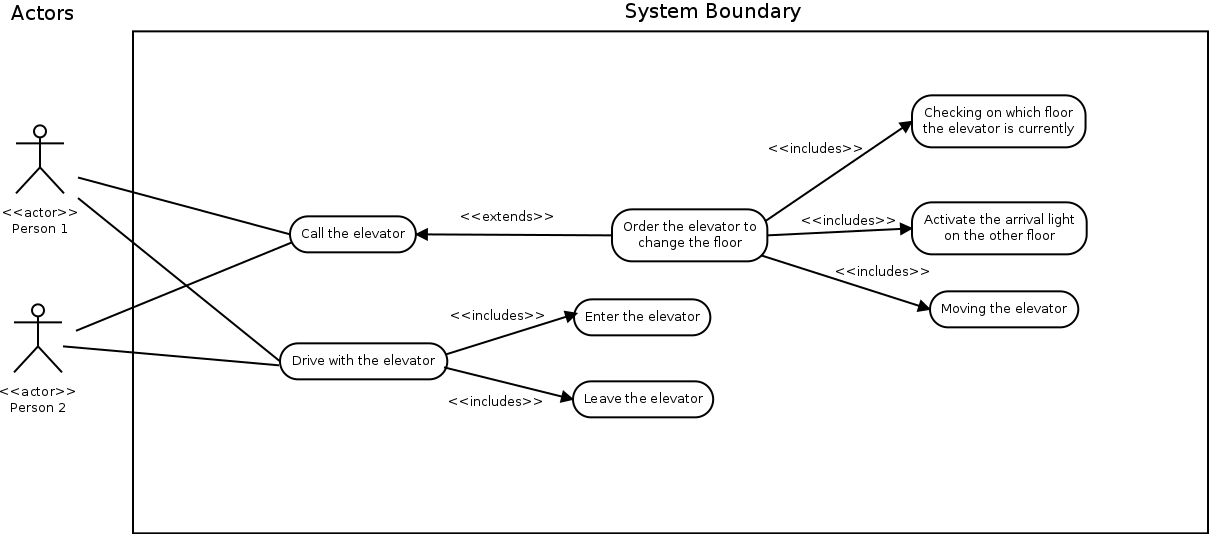 Actors
System Boundary
<<actor>>
Person 1
<<actor>>
Person 2
Call the elevator
<<extends>>
Order the elevator to
change the floor
<<includes>>
Checking on which floor
the elevator is currently
<<includes>>
Activate the arrival light
on the other floor
<<includes>>
Moving the elevator
Drive with the elevator
<<includes>>
Enter the elevator
<<includes>>
Leave the elevator